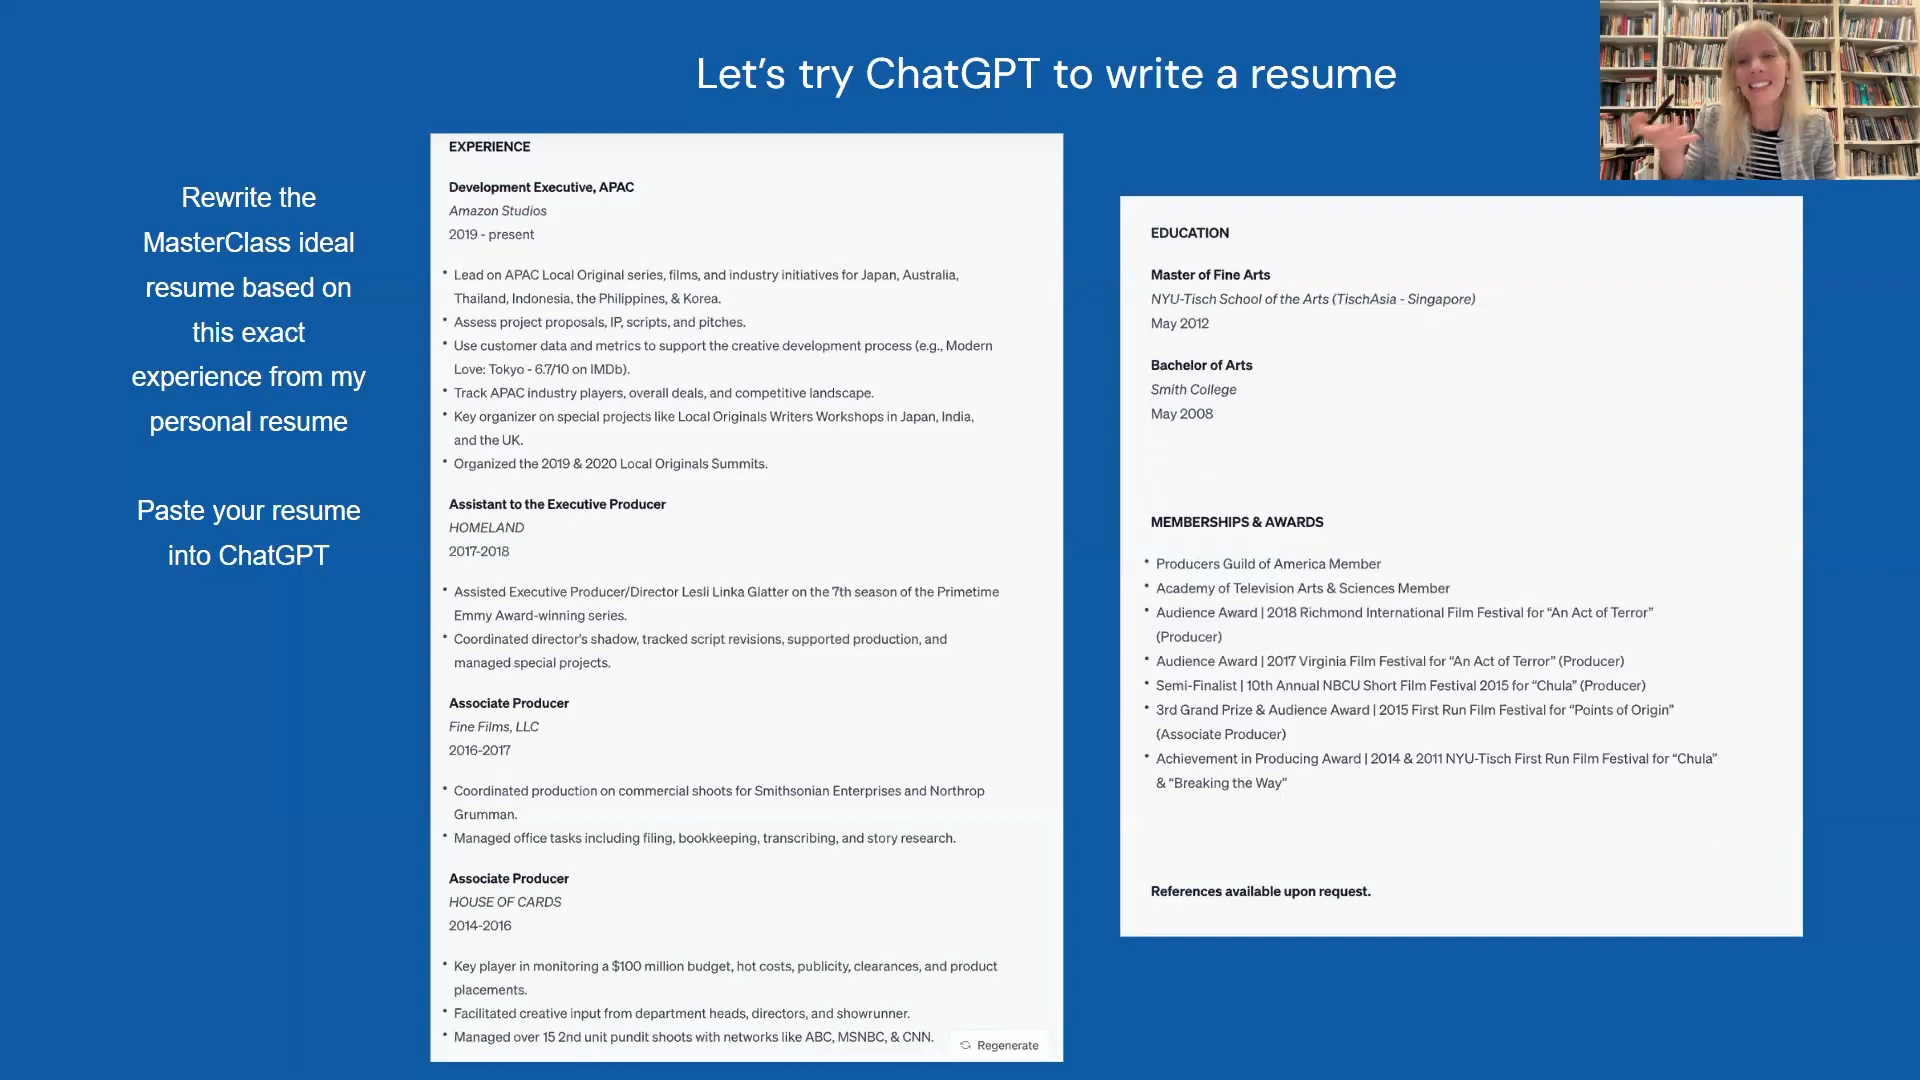 Let's try ChatGPT to write a resume
Rewrite the
MasterClass ideal
resume based on
this exact
experience from my
personal resume
Paste your resume
into ChatGPT
EXPERIENCE
Development Executive, APAC
Amazon Studios
2019 - present
• Lead on APAC Local Original series, films, and industry initiatives for Japan, Australia,
Thailand, Indonesia, the Philippines, & Korea.
• Assess project proposals, IP, scripts, and pitches.
• Use customer data and metrics to support the creative development process (e.g., Modern
Love: Tokyo - 6.7/10 on IMDb).
• Track APAC industry players, overall deals, and competitive landscape.
• Key organizer on special projects like Local Originals Writers Workshops in Japan, India,
and the UK.
• Organized the 2019 & 2020 Local Originals Summits.
Assistant to the Executive Producer
HOMELAND
2017-2018
• Assisted Executive Producer/Director Lesli Linka Glatter on the 7th season of the Primetime
Emmy Award-winning series.
• Coordinated director's shadow, tracked script revisions, supported production, and
managed special projects.
Associate Producer
Fine Films, LLC
2016-2017
• Coordinated production on commercial shoots for Smithsonian Enterprises and Northrop
Grumman.
• Managed office tasks including filing, bookkeeping, transcribing, and story research.
Associate Producer
HOUSE OF CARDS
2014-2016
• Key player in monitoring a $100 million budget, hot costs, publicity, clearances, and product
placements.
• Facilitated creative input from department heads, directors, and showrunner.
• Managed over 15 2nd unit pundit shoots with networks like ABC, MSNBC, & CNN.
Regenerate
EDUCATION
Master of Fine Arts
NYU-Tisch School of the Arts (TischAsia - Singapore)
May 2012
Bachelor of Arts
Smith College
May 2008
MEMBERSHIPS & AWARDS
• Producers Guild of America Member
• Academy of Television Arts & Sciences Member
• Audience Award | 2018 Richmond International Film Festival for “An Act of Terror”
(Producer)
• Audience Award | 2017 Virginia Film Festival for “An Act of Terror” (Producer)
• Semi-Finalist | 10th Annual NBCU Short Film Festival 2015 for “Chula” (Producer)
• 3rd Grand Prize & Audience Award | 2015 First Run Film Festival for “Points of Origin”
(Associate Producer)
• Achievement in Producing Award | 2014 & 2011 NYU-Tisch First Run Film Festival for “Chula”
& “Breaking the Way”
References available upon request.